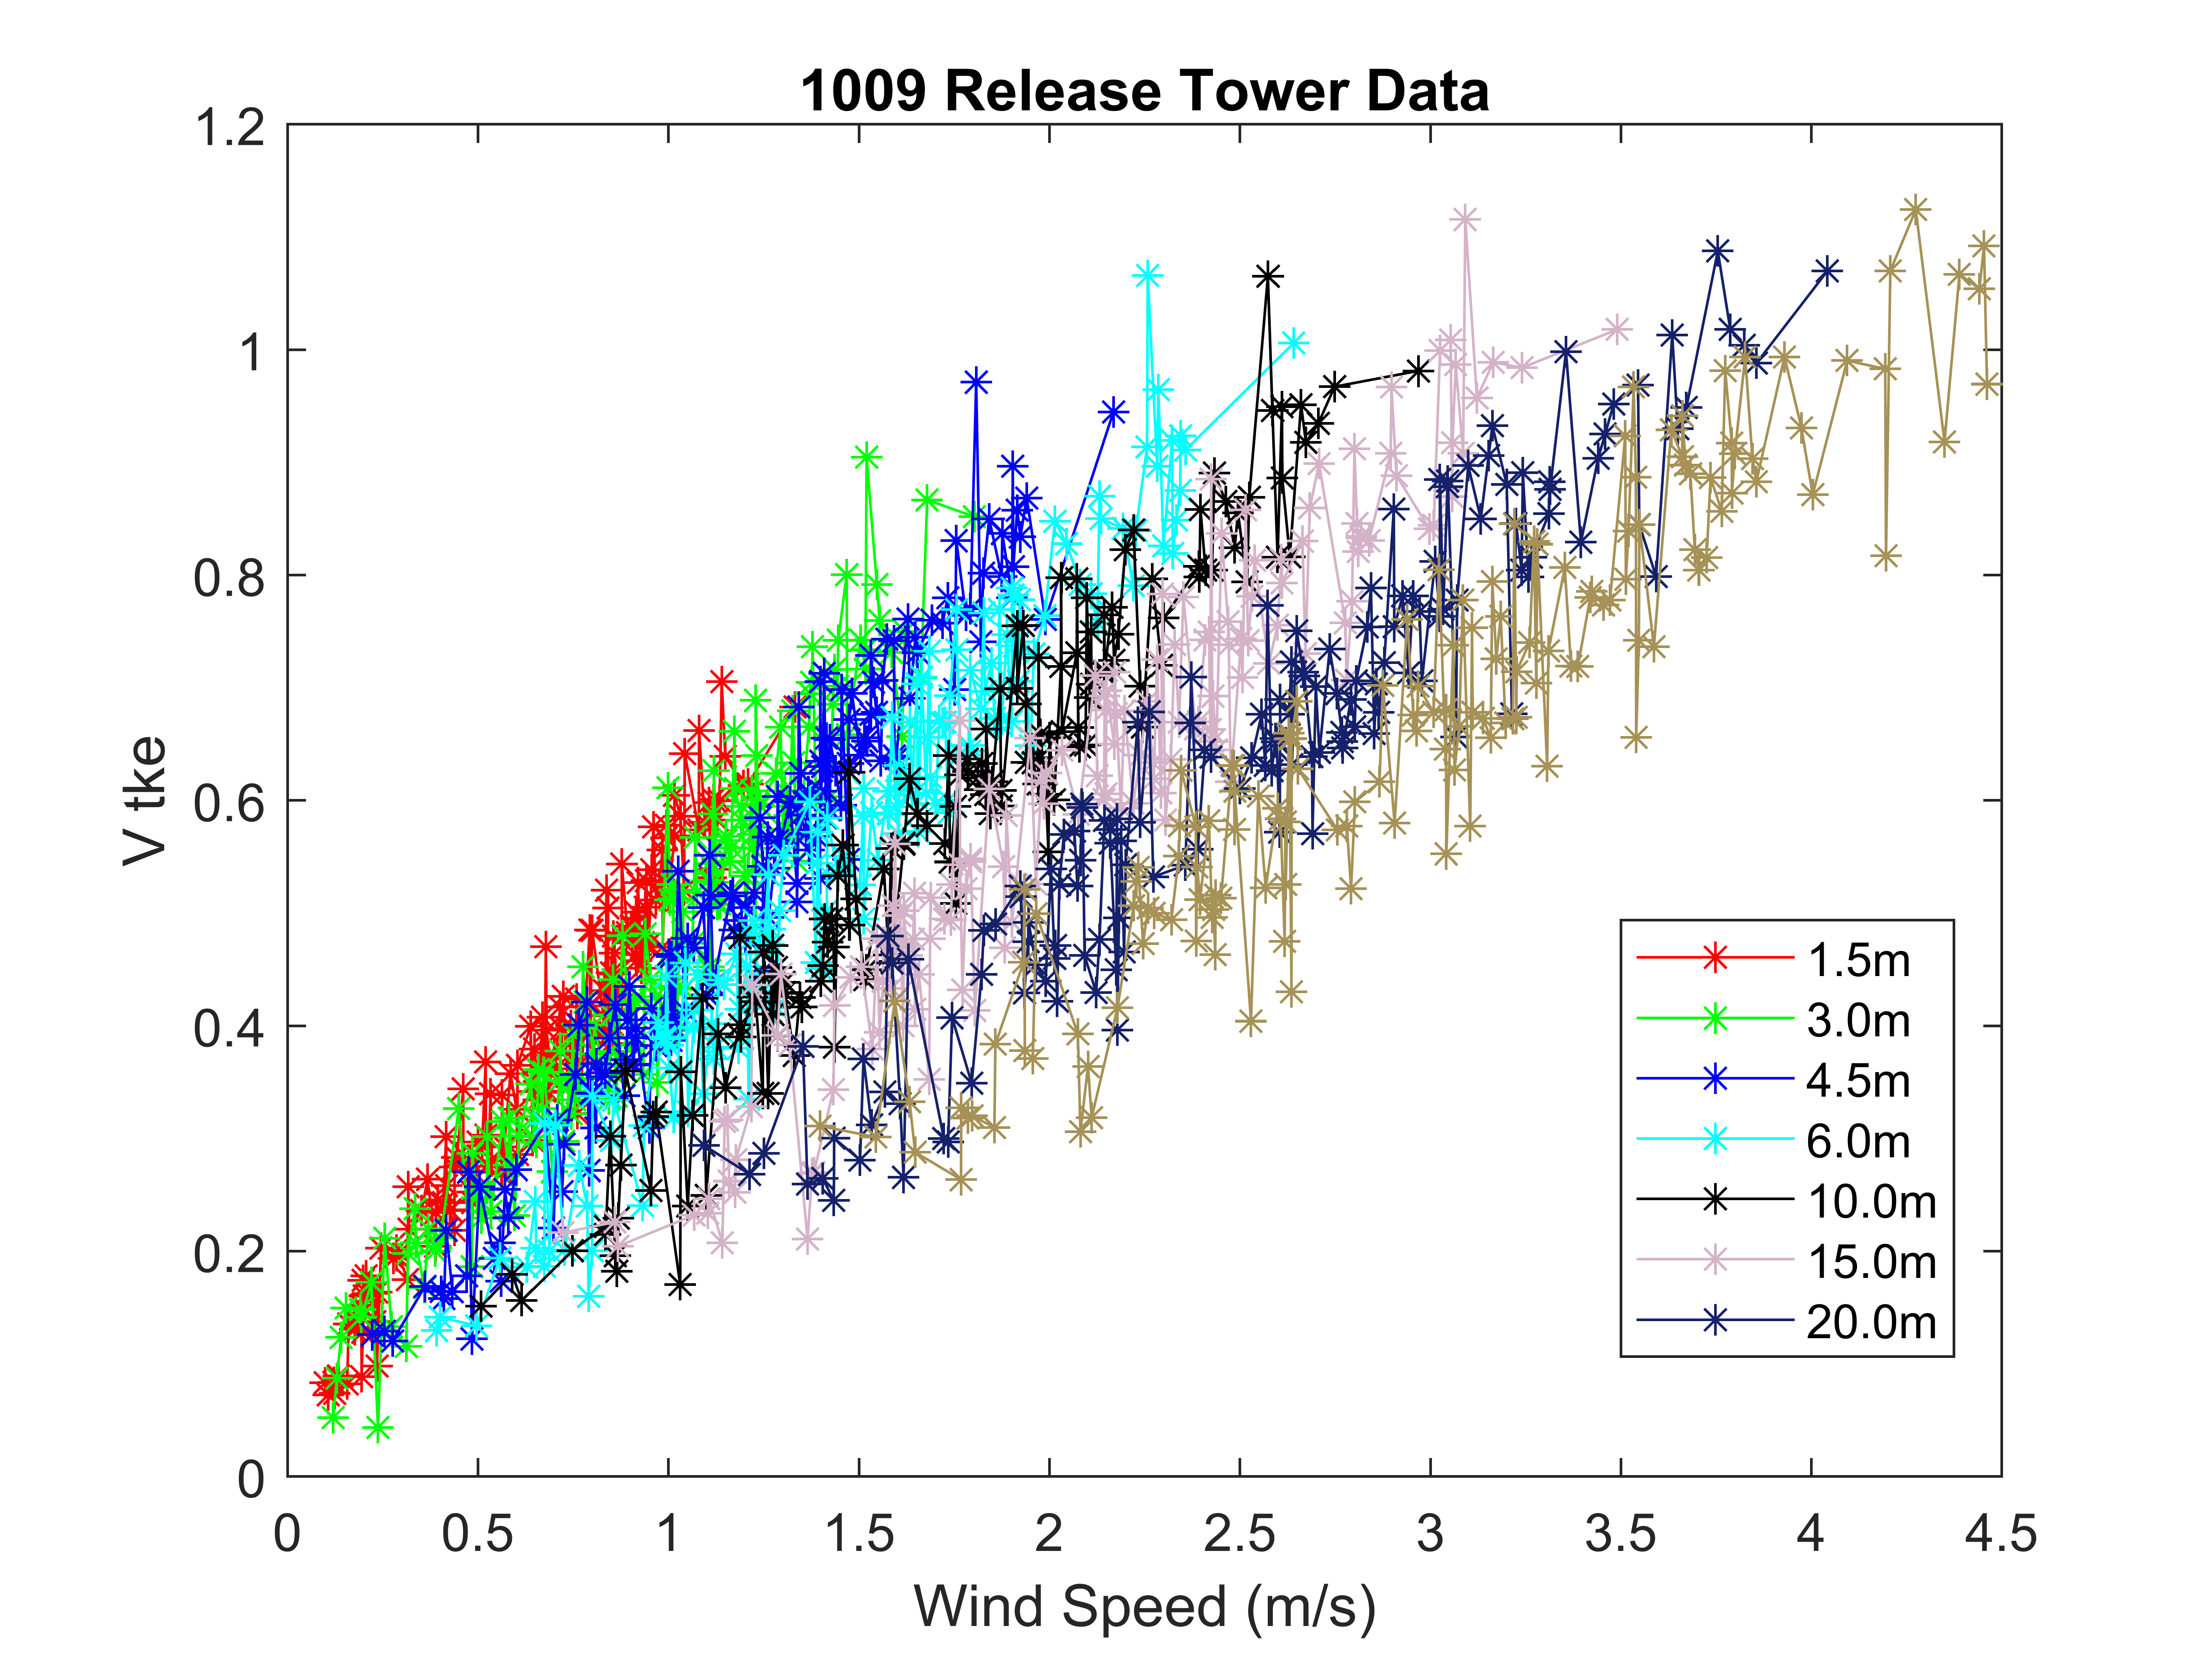 1009 Release Tower Data
1.2
1
0.8
0.6
0.4
0.2
0
V tke
1.5m
3.0m
4.5m
6.0m
10.0m
15.0m
20.0m
0 0.5 1 1.5 2 2.5 3 3.5 4 4.5
Wind Speed (m/s)